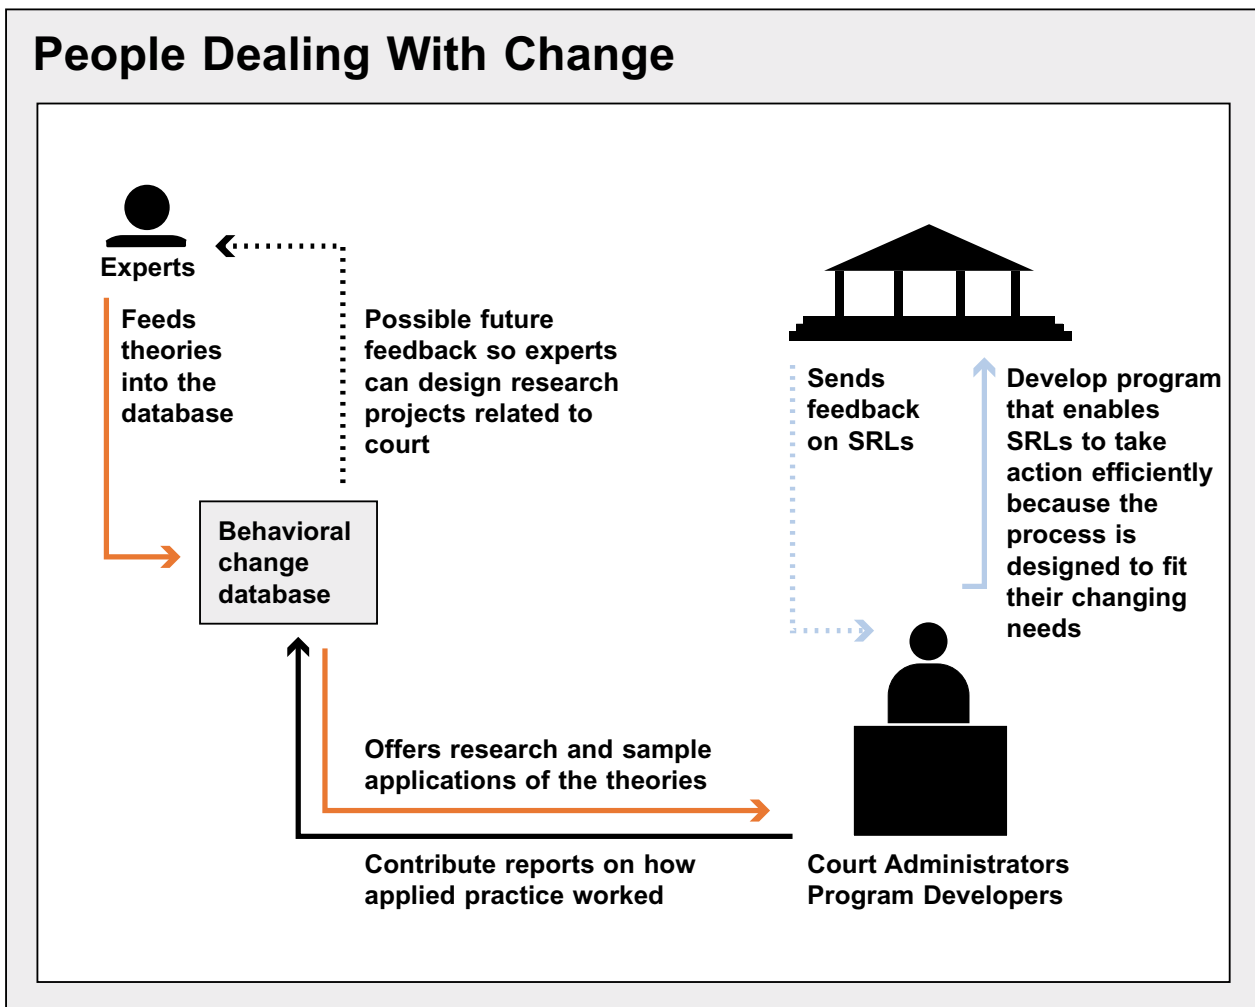 People Dealing With Change
Experts
Feeds
theories
into the
database
Possible future
feedback so experts
can design research
projects related to
court
Sends
feedback
on SRLs
Develop program
that enables
SRLs to take
action efficiently
because the
process is
designed to fit
their changing
needs
Behavioral
change
database
Offers research and sample
applications of the theories
Contribute reports on how
applied practice worked
Court Administrators
Program Developers